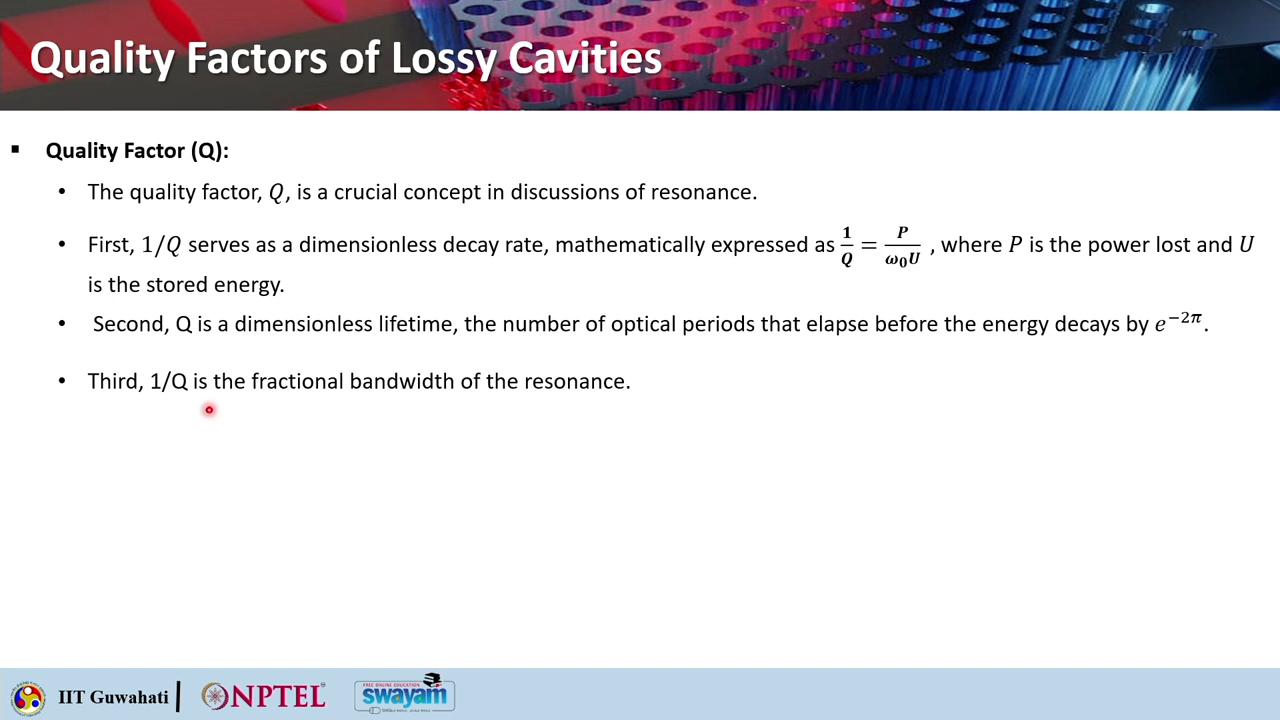 Quality Factors of Lossy Cavities
▪ Quality Factor (Q):
• The quality factor, Q, is a crucial concept in discussions of resonance.
• First, 1/Q serves as a dimensionless decay rate, mathematically expressed as 1/Q = P/ω₀U , where P is the power lost and U
is the stored energy.
• Second, Q is a dimensionless lifetime, the number of optical periods that elapse before the energy decays by e⁻²π.
• Third, 1/Q is the fractional bandwidth of the resonance.
IIT Guwahati | NPTEL
FREE ONLINE EDUCATION
swayam